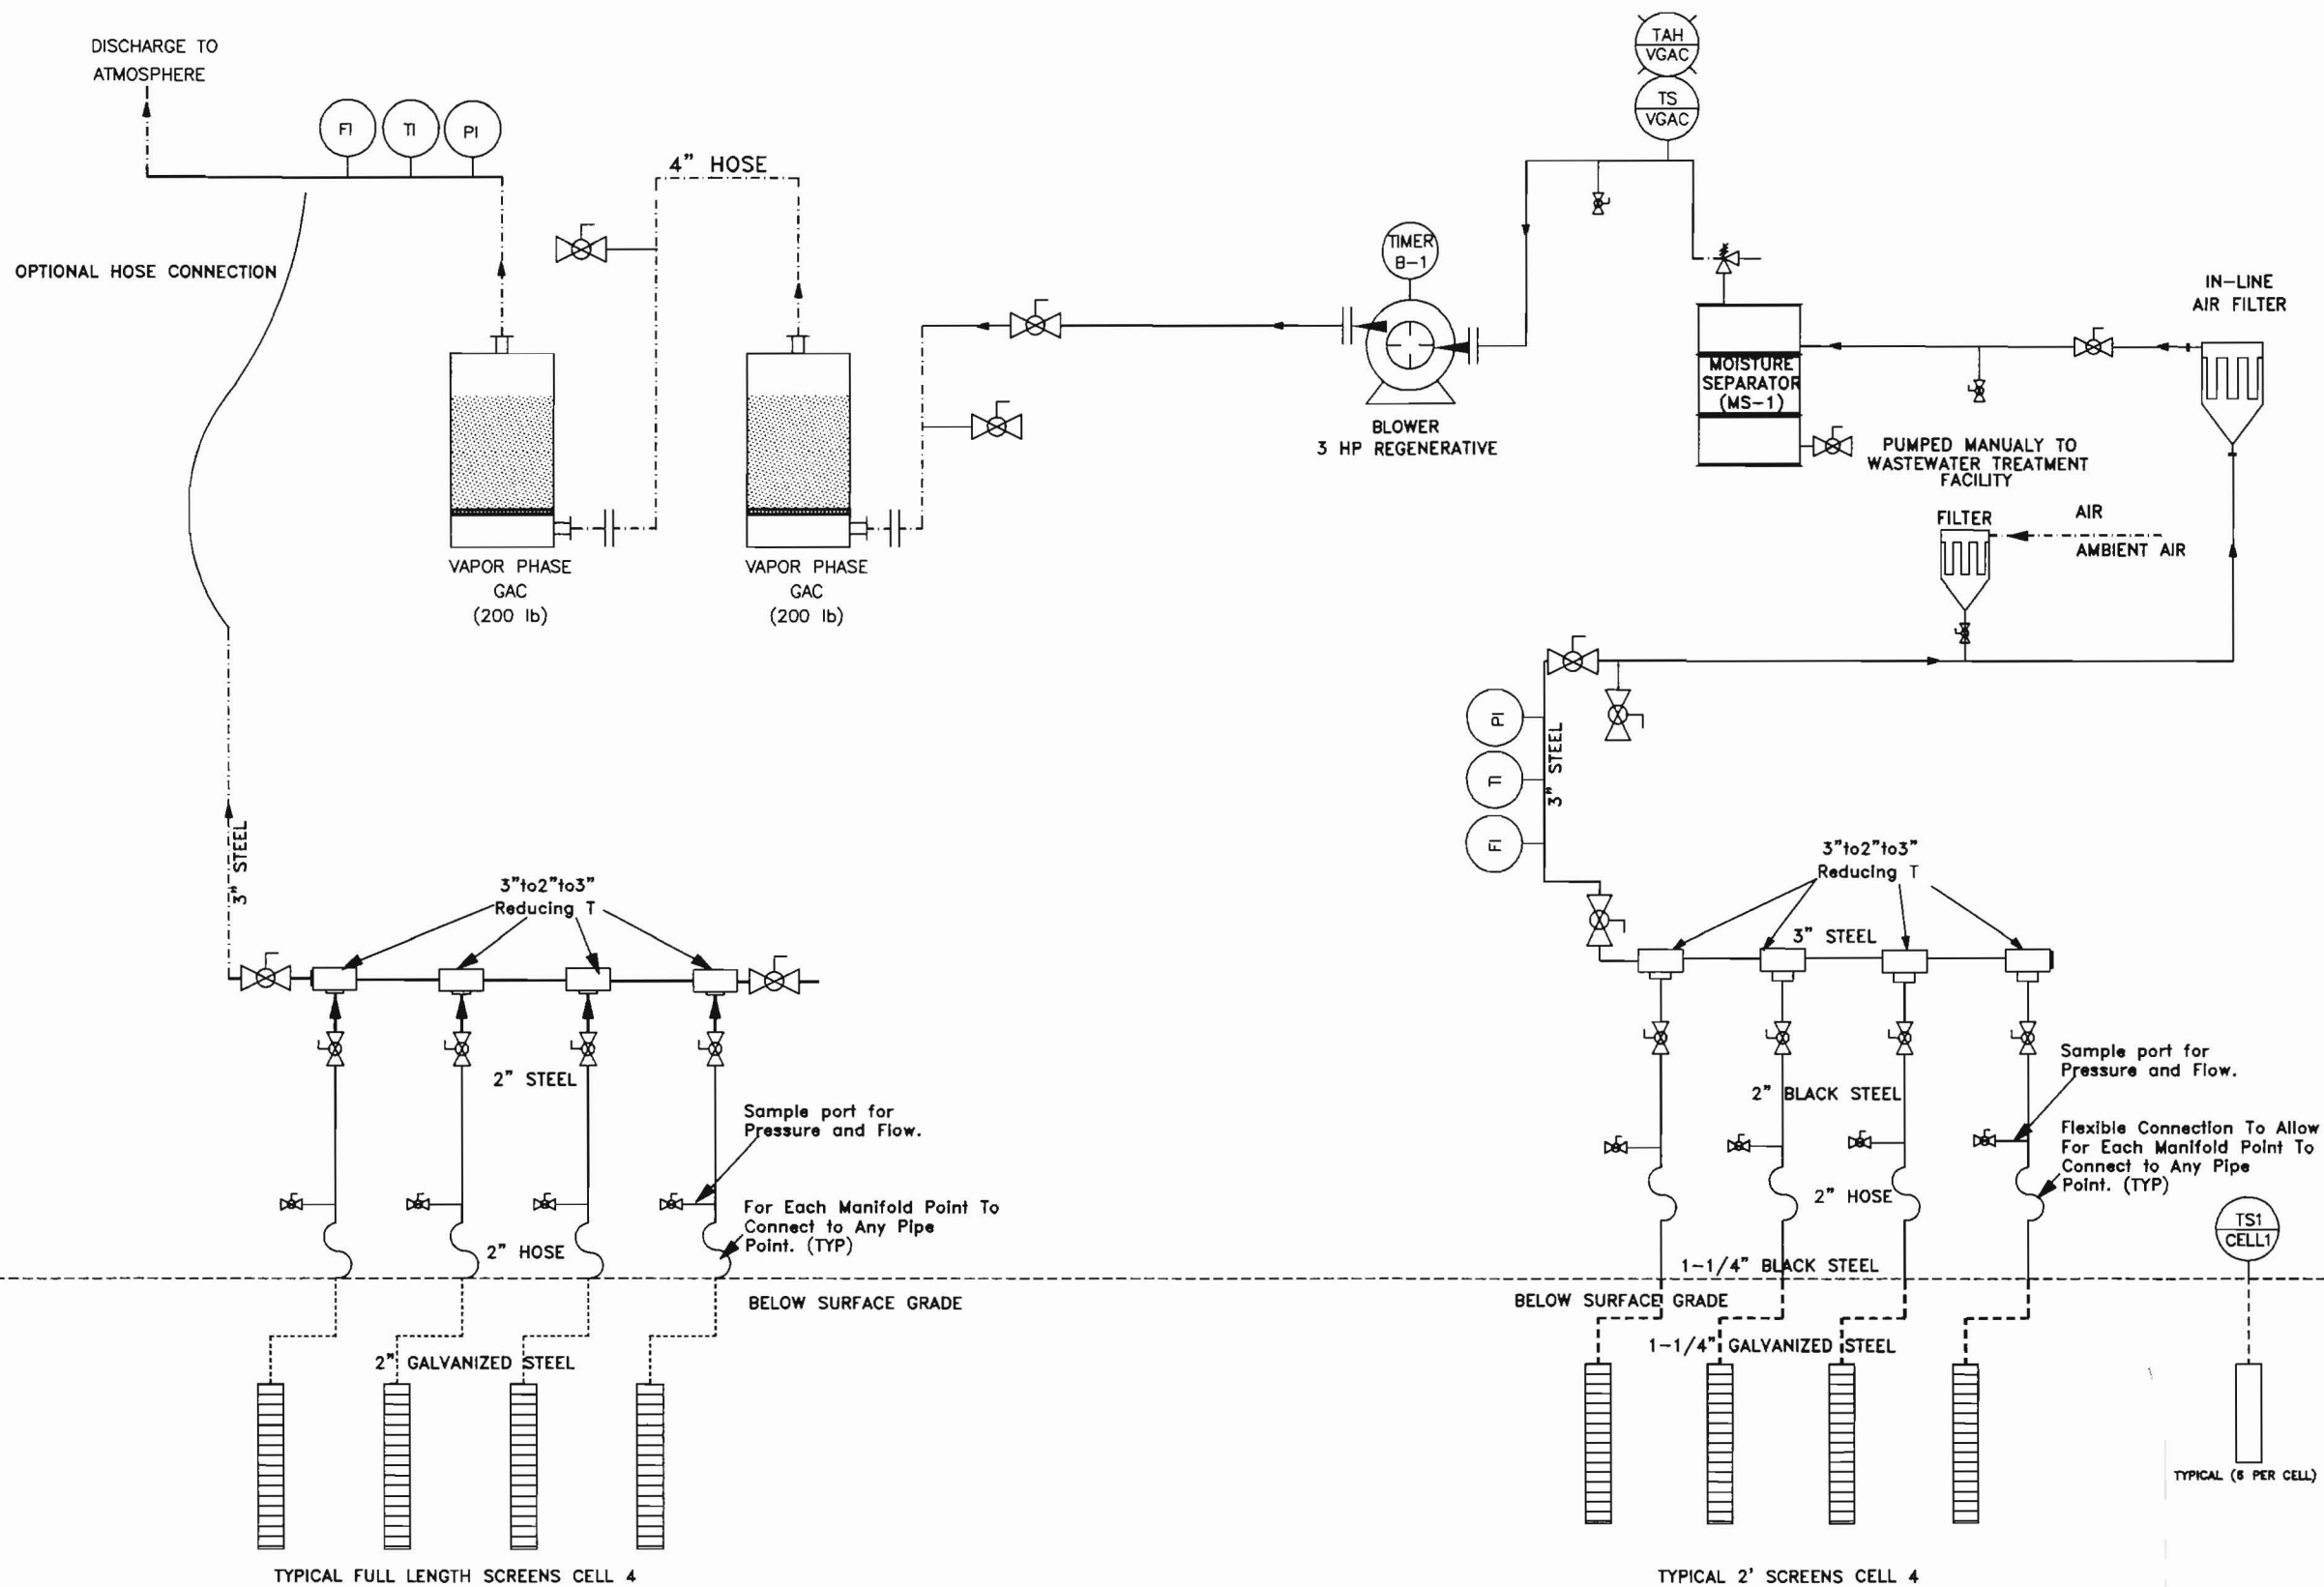 DISCHARGE TO
ATMOSPHERE
FI
TI
PI
OPTIONAL HOSE CONNECTION
4" HOSE
VAPOR PHASE
GAC
(200 lb)
VAPOR PHASE
GAC
(200 lb)
TIMER
B-1
BLOWER
3 HP REGENERATIVE
TAH
VGAC
TS
VGAC
MOISTURE
SEPARATOR
(MS-1)
PUMPED MANUALY TO
WASTEWATER TREATMENT
FACILITY
IN-LINE
AIR FILTER
FILTER
AIR
AMBIENT AIR
PI
TI
FI
3" STEEL
3" STEEL
3"to2"to3"
Reducing T
2" STEEL
Sample port for
Pressure and Flow.
For Each Manifold Point To
Connect to Any Pipe
Point. (TYP)
2" HOSE
BELOW SURFACE GRADE
2" GALVANIZED STEEL
TYPICAL FULL LENGTH SCREENS CELL 4
3"to2"to3"
Reducing T
3" STEEL
2" BLACK STEEL
Sample port for
Pressure and Flow.
Flexible Connection To Allow
For Each Manifold Point To
Connect to Any Pipe
Point. (TYP)
2" HOSE
1-1/4" BLACK STEEL
BELOW SURFACE GRADE
1-1/4" GALVANIZED STEEL
TYPICAL 2' SCREENS CELL 4
TS1
CELL1
TYPICAL (6 PER CELL)